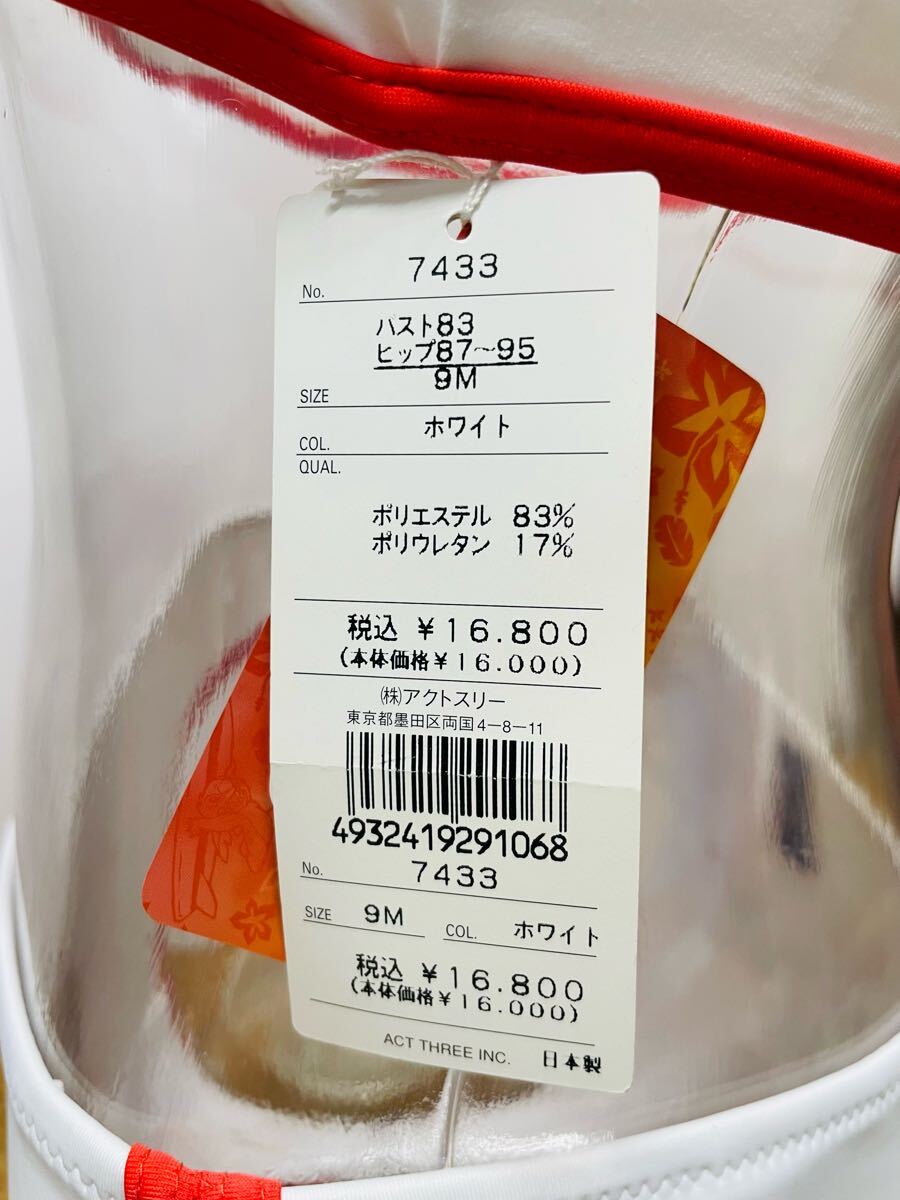 7433
No.
バスト83
ヒップ87～95
9M
SIZE
ホワイト
COL.
QUAL.
ポリエステル 83%
ポリウレタン 17%
税込 ¥16.800
(本体価格¥16.000)
(株)アクトスリー
東京都墨田区両国4-8-11
4932419291068
No. 7433
SIZE 9M COL. ホワイト
税込 ¥16.800
(本体価格¥16.000)
ACT THREE INC. 日本製